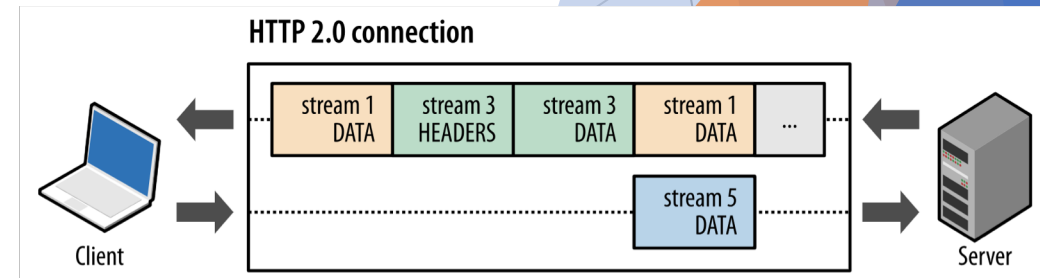 HTTP 2.0 connection
stream 1
DATA
stream 3
HEADERS
stream 3
DATA
stream 1
DATA
...
stream 5
DATA
Client
Server